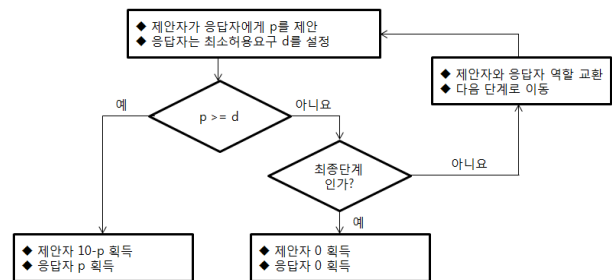 ◆ 제안자가 응답자에게 p를 제안
◆ 응답자는 최소허용요구 d를 설정
◆ 제안자와 응답자 역할 교환
◆ 다음 단계로 이동
예
p >= d
아니요
최종단계
인가?
아니요
예
◆ 제안자 10-p 획득
◆ 응답자 p 획득
◆ 제안자 0 획득
◆ 응답자 0 획득